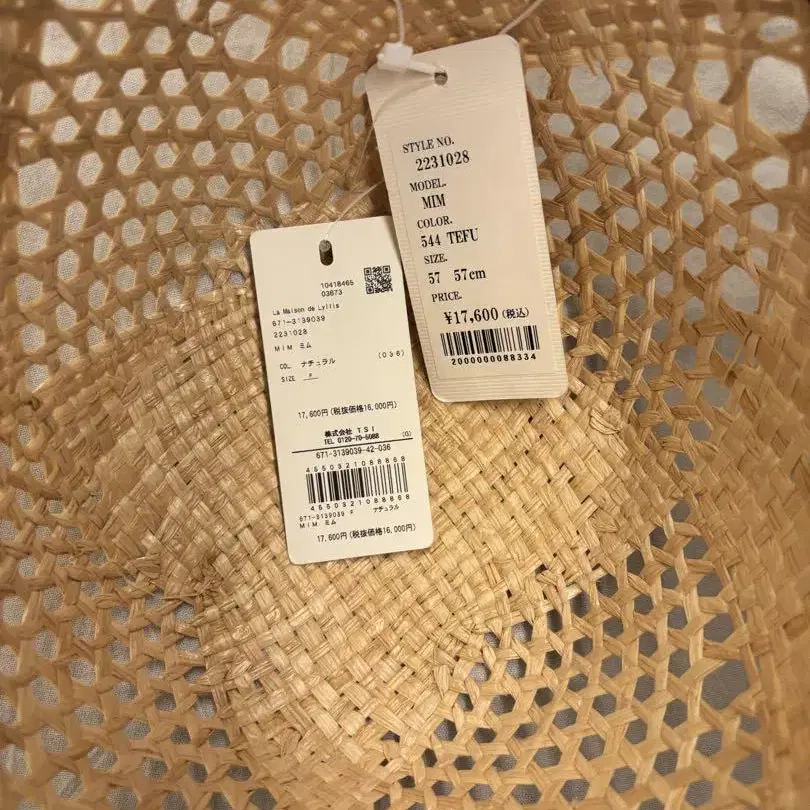 STYLE NO.
2231028
MODEL.
MIM
COLOR.
544 TEFU
SIZE.
57 57cm
PRICE.
¥17,600(税込)
2000000088334
10418465
03673
La Maison de Lyllis
671-3139039
2231028
MIM ミム
COL ナチュラル (036)
SIZE F
17,600円(税抜価格16,000円)
株式会社 TSI
TEL 0120-70-5088 (G)
671-3139039-42-036
4550321088868
4550321088868
671-3139039 F ナチュラル
MIM ミム
17,600円(税抜価格16,000円)